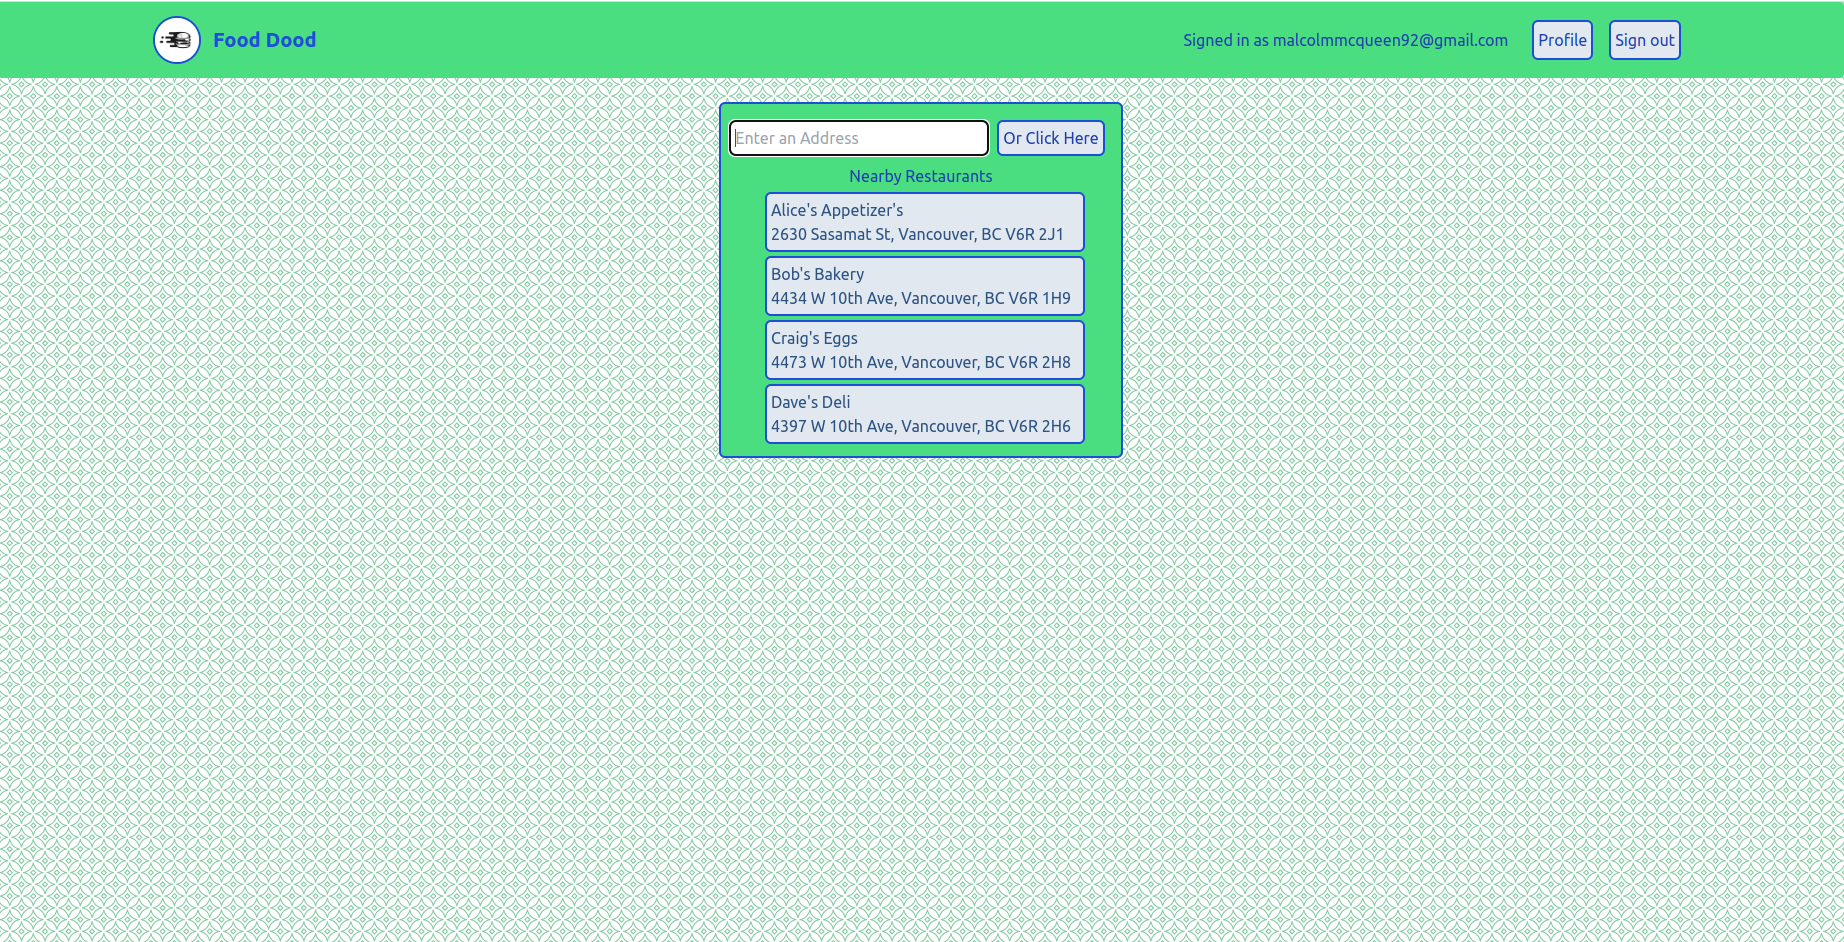 Food Dood
Signed in as malcolmmcqueen92@gmail.com
Profile
Sign out
Enter an Address
Or Click Here
Nearby Restaurants
Alice's Appetizer's
2630 Sasamat St, Vancouver, BC V6R 2J1
Bob's Bakery
4434 W 10th Ave, Vancouver, BC V6R 1H9
Craig's Eggs
4473 W 10th Ave, Vancouver, BC V6R 2H8
Dave's Deli
4397 W 10th Ave, Vancouver, BC V6R 2H6